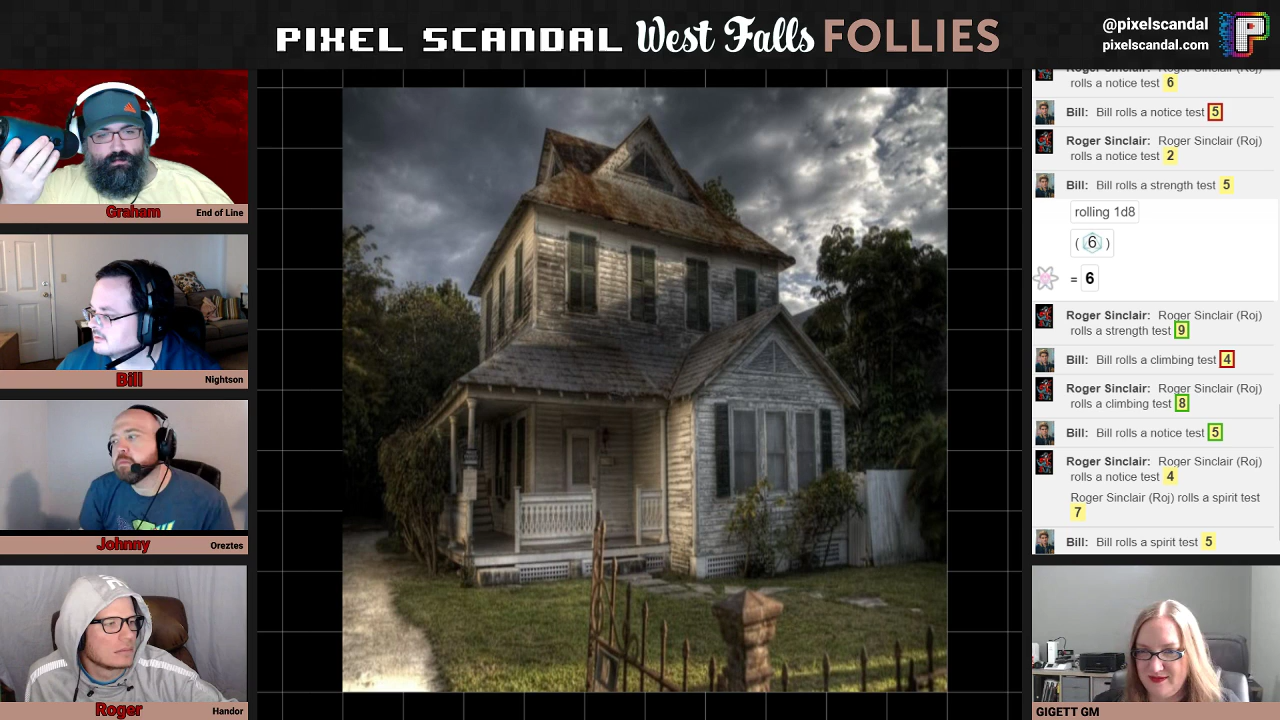 PIXEL SCANDAL West Falls FOLLIES
@pixelscandal
pixelscandal.com
P
Graham End of Line
Bill Nightson
Johnny Oreztes
Roger Handor
Roger Sinclair: Roger Sinclair (Roj)
rolls a notice test 6
Bill: Bill rolls a notice test 5
Roger Sinclair: Roger Sinclair (Roj)
rolls a notice test 2
Bill: Bill rolls a strength test 5
rolling 1d8
( 6 )
= 6
Roger Sinclair: Roger Sinclair (Roj)
rolls a strength test 9
Bill: Bill rolls a climbing test 4
Roger Sinclair: Roger Sinclair (Roj)
rolls a climbing test 8
Bill: Bill rolls a notice test 5
Roger Sinclair: Roger Sinclair (Roj)
rolls a notice test 4
Roger Sinclair (Roj) rolls a spirit test
7
Bill: Bill rolls a spirit test 5
GIGETT GM